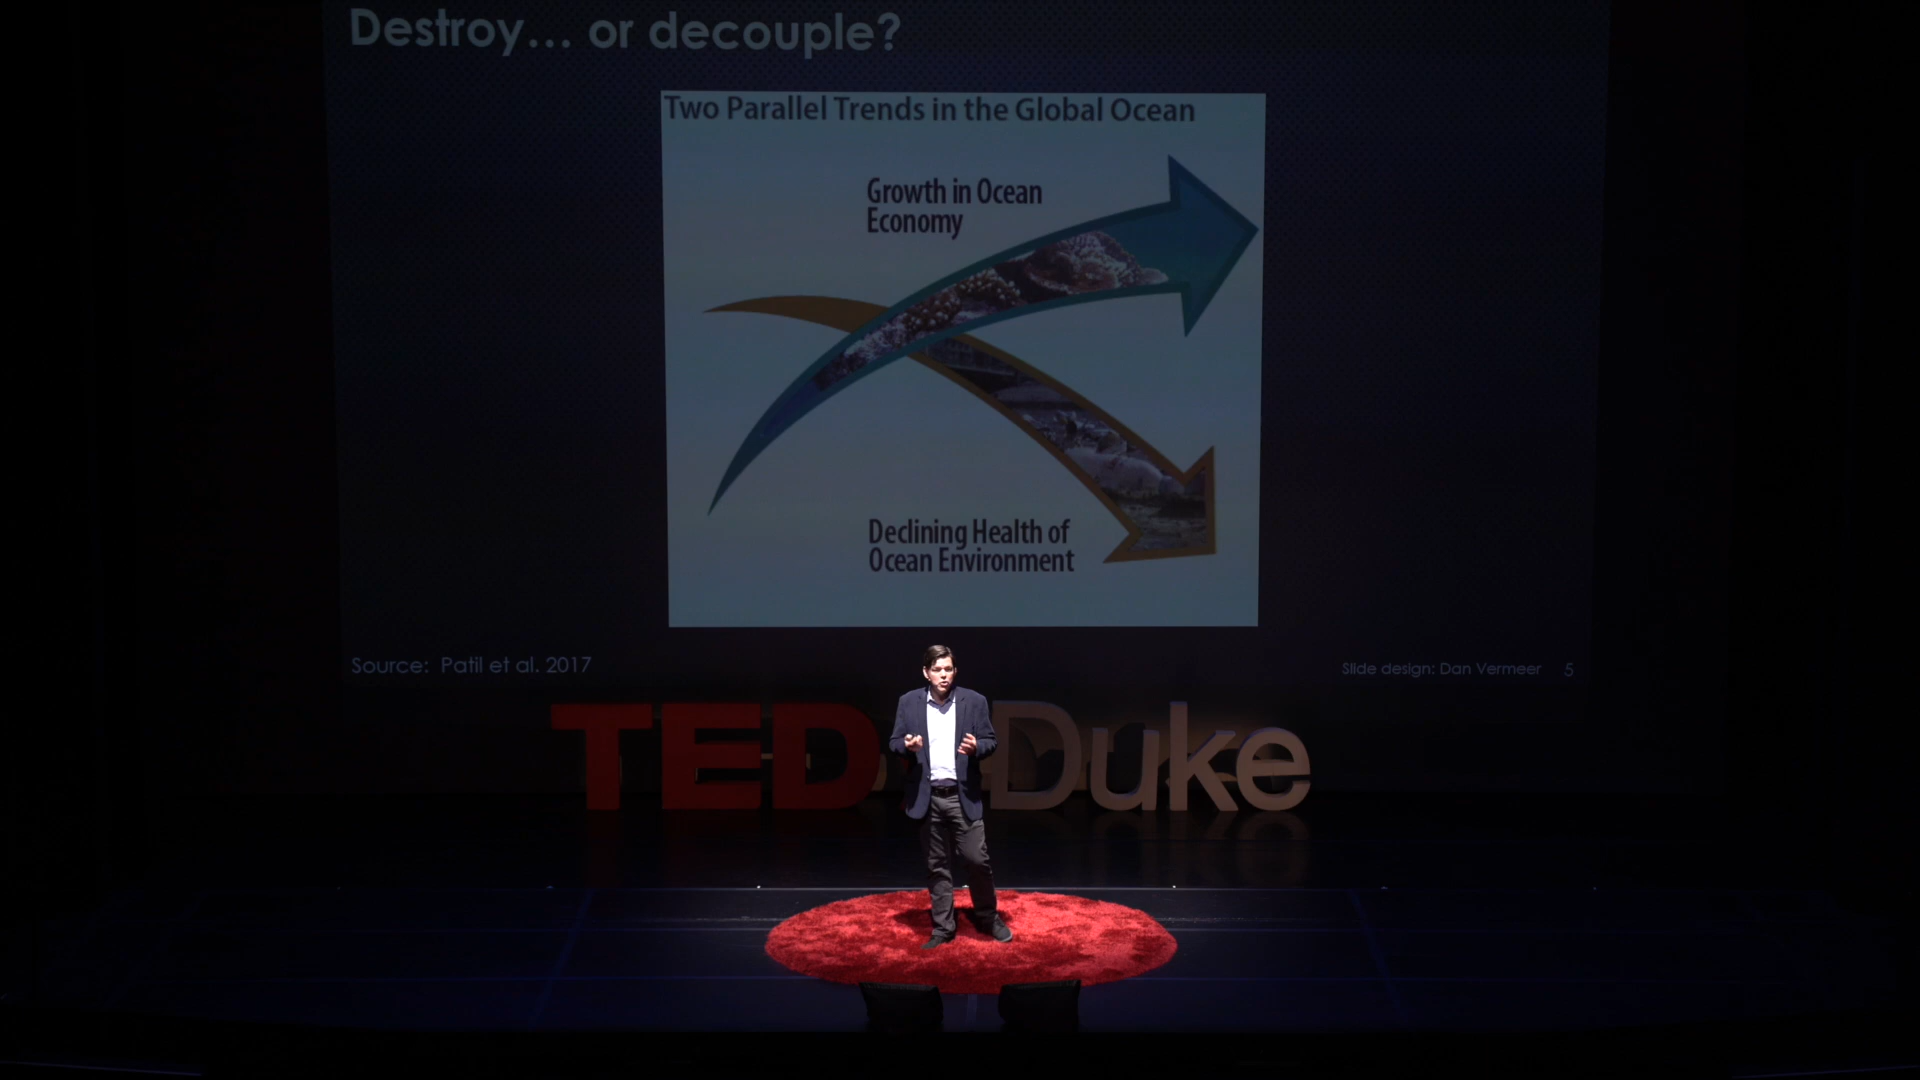 Destroy... or decouple?
Two Parallel Trends in the Global Ocean
Growth in Ocean
Economy
Declining Health of
Ocean Environment
Source: Patil et al. 2017
Slide design: Dan Vermeer 5
TED Duke